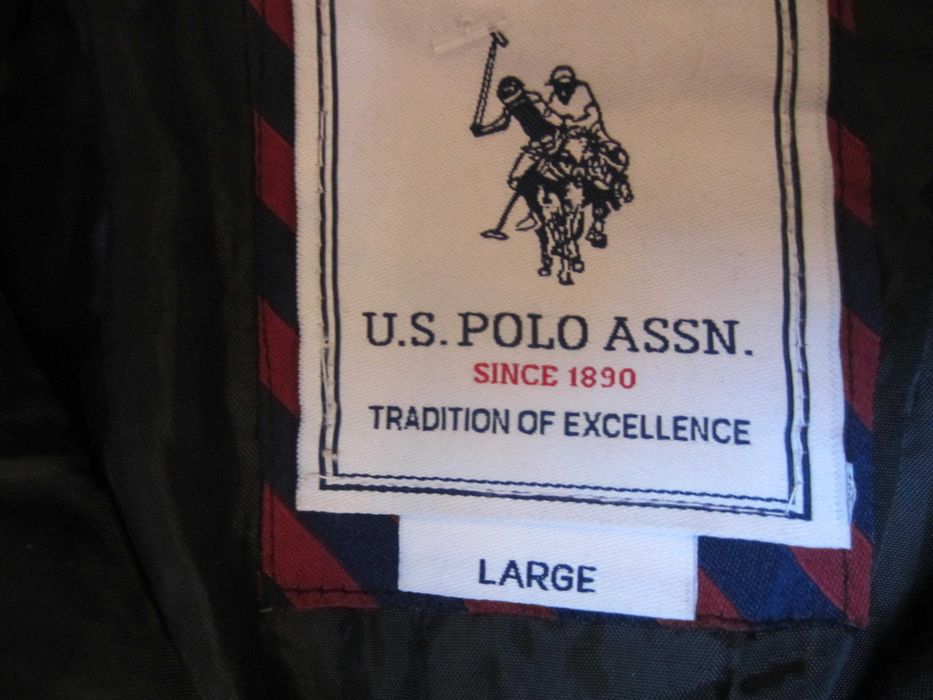 U.S. POLO ASSN.
SINCE 1890
TRADITION OF EXCELLENCE
LARGE